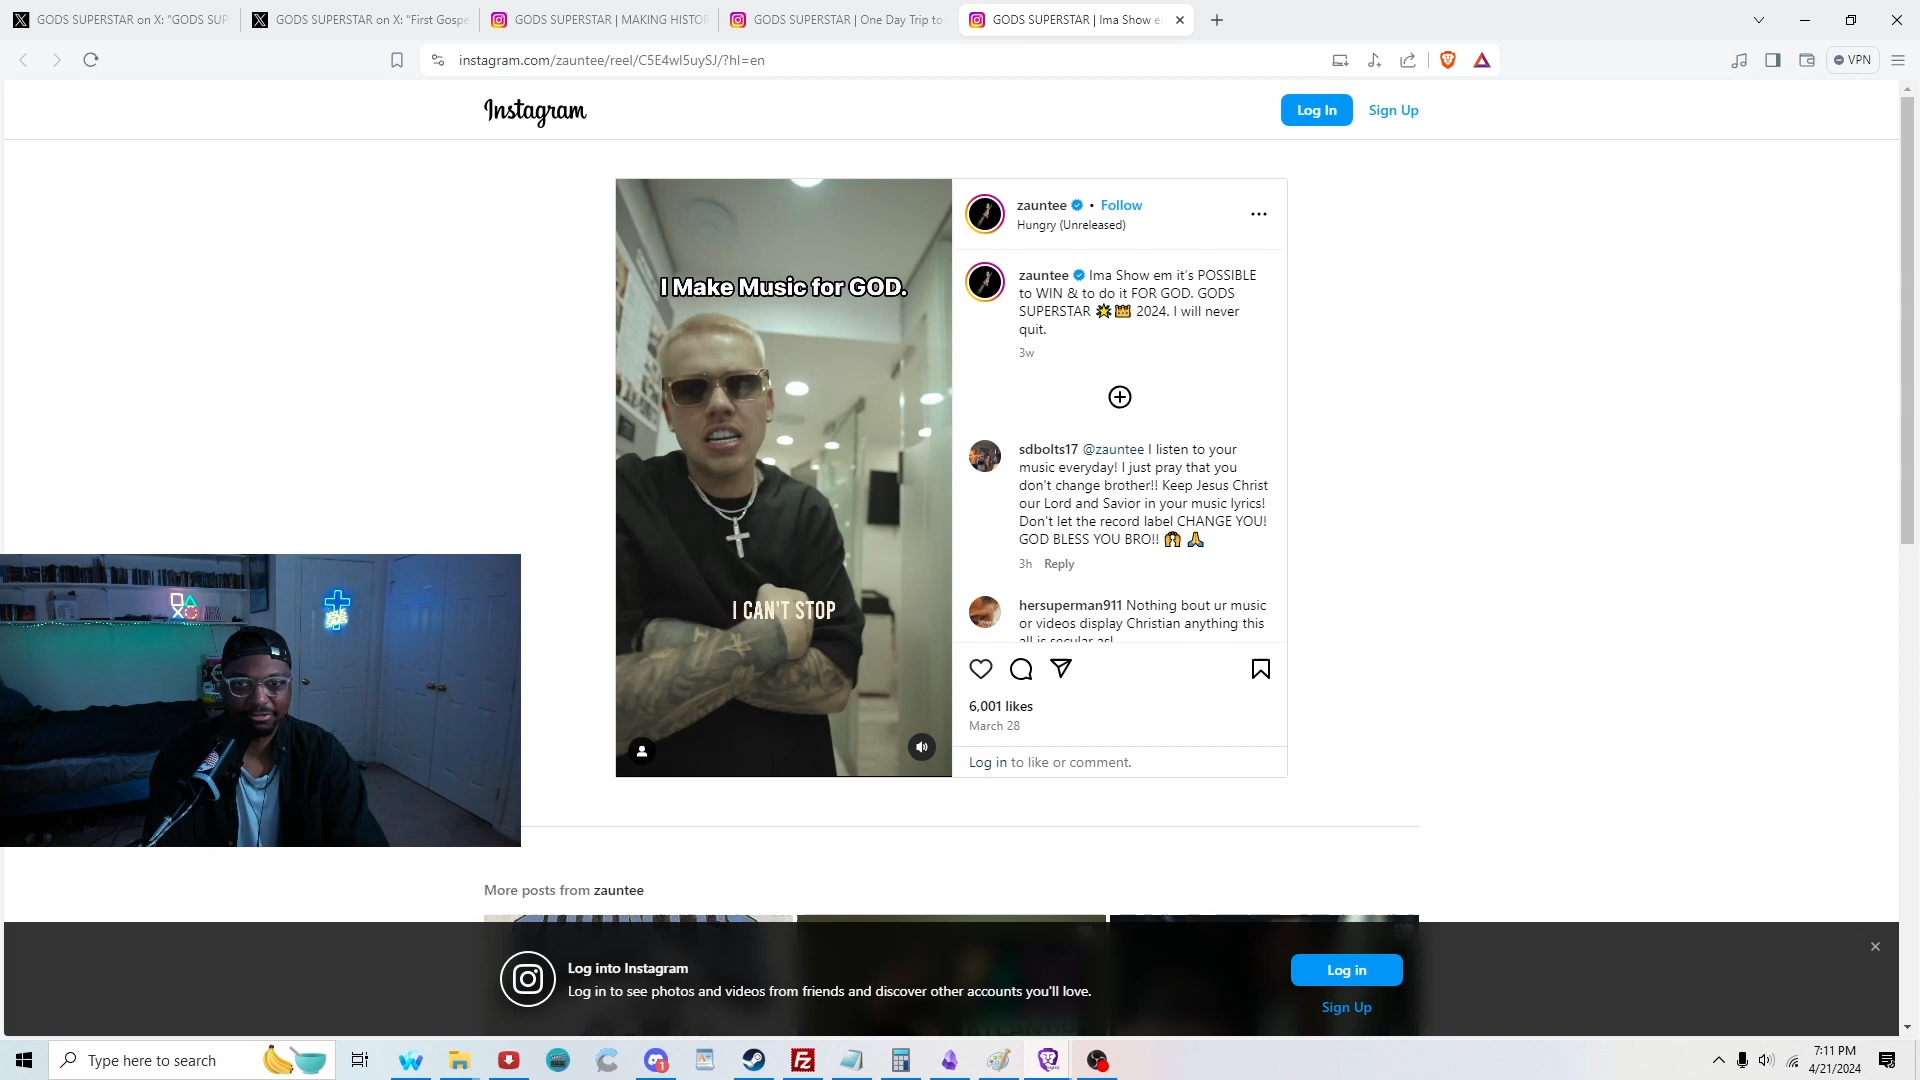 GODS SUPERSTAR on X: "GODS SUP
GODS SUPERSTAR on X: "First Gospe
GODS SUPERSTAR | MAKING HISTOR
GODS SUPERSTAR | One Day Trip to
GODS SUPERSTAR | Ima Show e
instagram.com/zauntee/reel/C5E4wI5uySJ/?hl=en
VPN
Instagram
Log In
Sign Up
I Make Music for GOD.
I CAN'T STOP
zauntee • Follow
Hungry (Unreleased)
zauntee Ima Show em it's POSSIBLE
to WIN & to do it FOR GOD. GODS
SUPERSTAR 🌟👑 2024. I will never
quit.
3w
sdbolts17 @zauntee I listen to your
music everyday! I just pray that you
don't change brother!! Keep Jesus Christ
our Lord and Savior in your music lyrics!
Don't let the record label CHANGE YOU!
GOD BLESS YOU BRO!! 🙌 🙏
3h Reply
hersuperman911 Nothing bout ur music
or videos display Christian anything this
all is secular as!
6,001 likes
March 28
Log in to like or comment.
More posts from zauntee
Log into Instagram
Log in to see photos and videos from friends and discover other accounts you'll love.
Log in
Sign Up
Type here to search
1
7:11 PM
4/21/2024